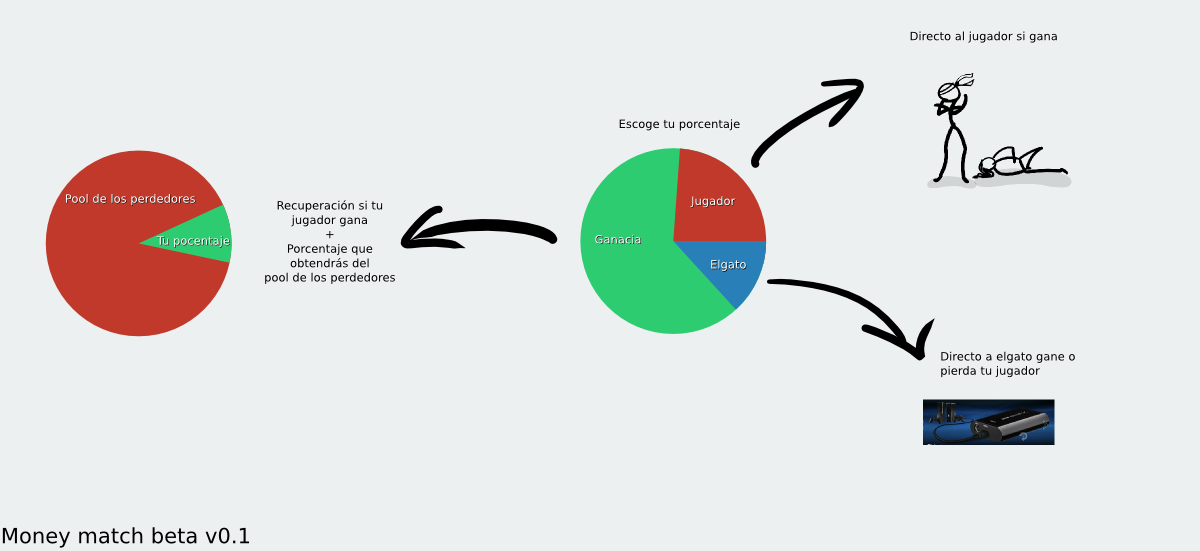 Directo al jugador si gana
Escoge tu porcentaje
Pool de los perdedores
Tu pocentaje
Recuperación si tu
jugador gana
+
Porcentaje que
obtendrás del
pool de los perdedores
Jugador
Ganacia
Elgato
Directo a elgato gane o
pierda tu jugador
Money match beta v0.1